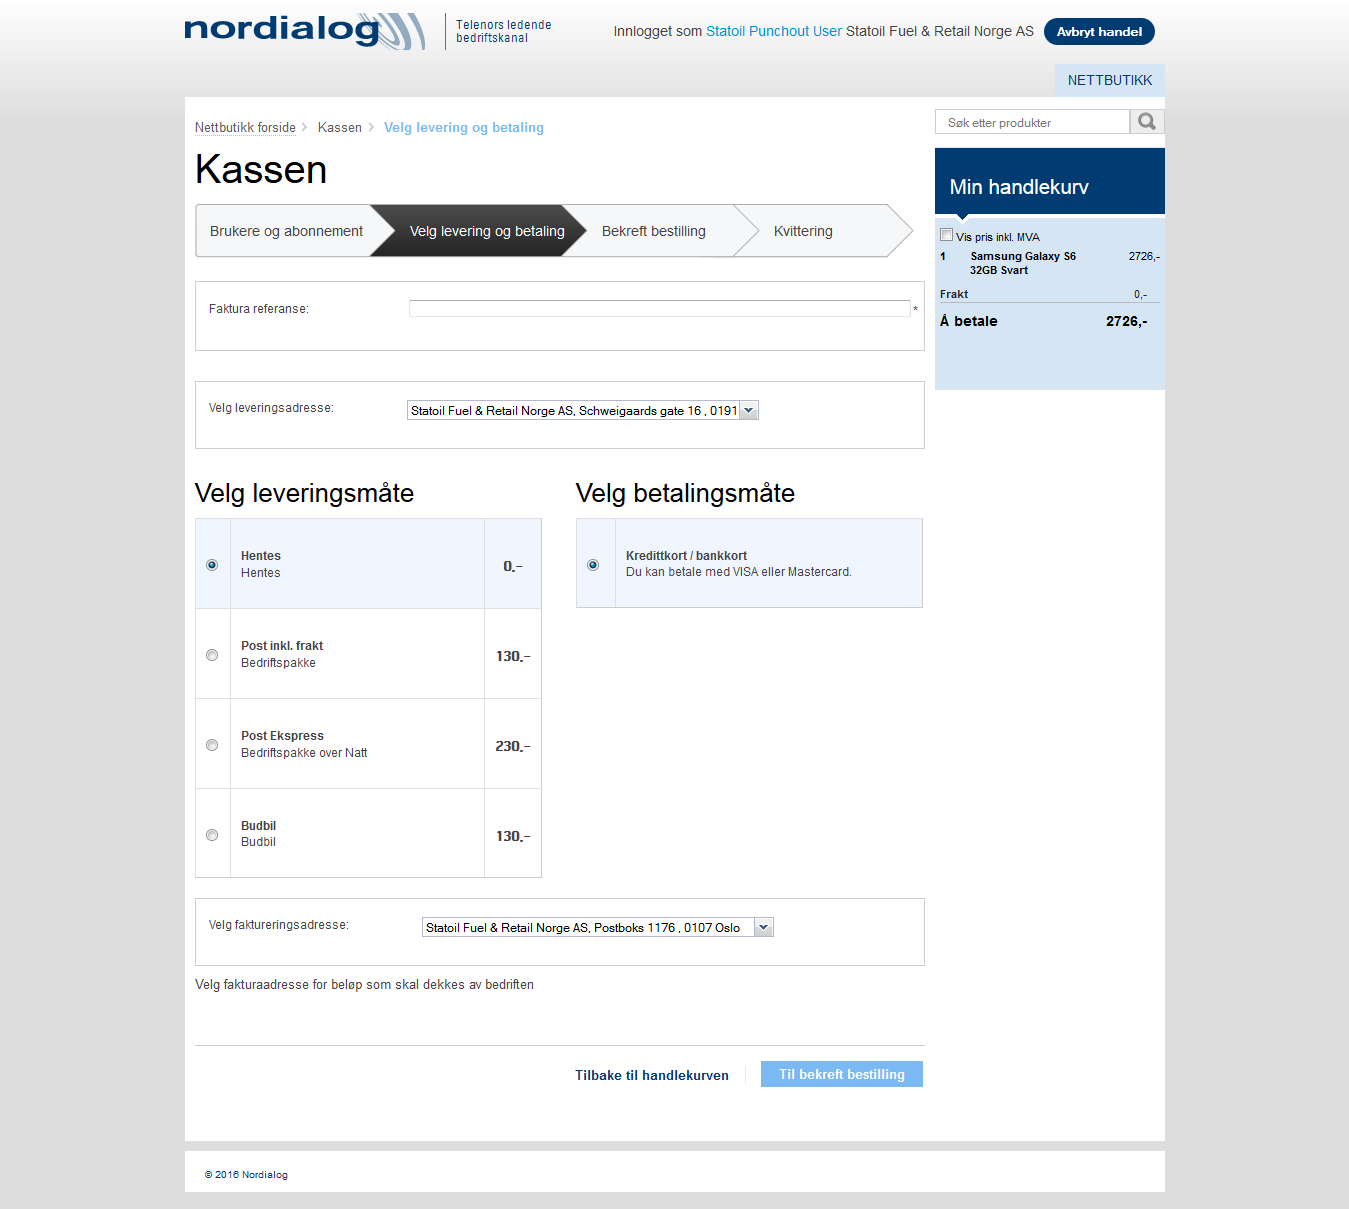 nordialog
Telenors ledende
bedriftskanal
Innlogget som Statoil Punchout User Statoil Fuel & Retail Norge AS
Avbryt handel
NETTBUTIKK
Nettbutikk forside
Kassen
Velg levering og betaling
Søk etter produkter
Kassen
Min handlekurv
Brukere og abonnement
Velg levering og betaling
Bekreft bestilling
Kvittering
Vis pris inkl. MVA
1 Samsung Galaxy S6 2726,-
32GB Svart
Frakt 0,-
Å betale 2726,-
Faktura referanse: *
Velg leveringsadresse: Statoil Fuel & Retail Norge AS, Schweigaards gate 16 , 0191
Velg leveringsmåte
Hentes
Hentes
0,-
Post inkl. frakt
Bedriftspakke
130,-
Post Ekspress
Bedriftspakke over Natt
230,-
Budbil
Budbil
130,-
Velg betalingsmåte
Kredittkort / bankkort
Du kan betale med VISA eller Mastercard.
Velg faktureringsadresse: Statoil Fuel & Retail Norge AS, Postboks 1176 , 0107 Oslo
Velg fakturaadresse for beløp som skal dekkes av bedriften
Tilbake til handlekurven
Til bekreft bestilling
© 2016 Nordialog